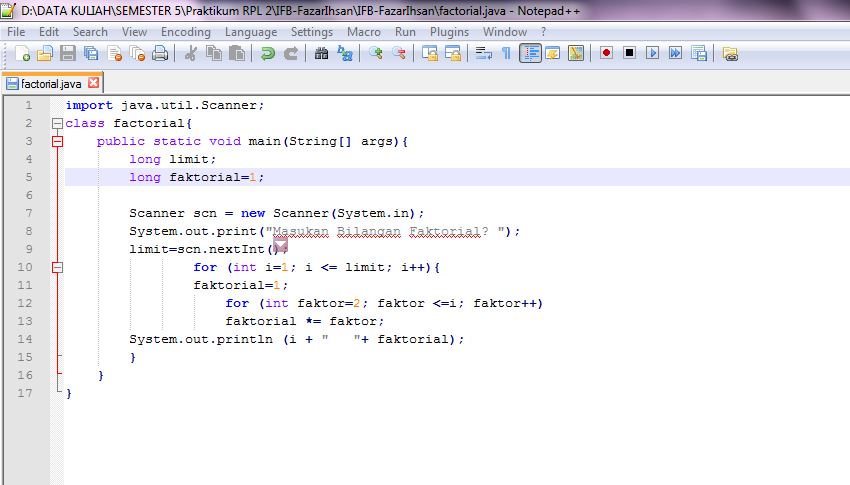 D:\DATA KULIAH\SEMESTER 5\Praktikum RPL 2\IFB-FazarIhsan\IFB-FazarIhsan\factorial.java - Notepad++
File Edit Search View Encoding Language Settings Macro Run Plugins Window ?
factorial.java
1 import java.util.Scanner;
2 class factorial{
3 public static void main(String[] args){
4 long limit;
5 long faktorial=1;
6
7 Scanner scn = new Scanner(System.in);
8 System.out.print("Masukan Bilangan Faktorial? ");
9 limit=scn.nextInt();
10 for (int i=1; i <= limit; i++){
11 faktorial=1;
12 for (int faktor=2; faktor <=i; faktor++)
13 faktorial *= faktor;
14 System.out.println (i + "   "+ faktorial);
15 }
16 }
17 }